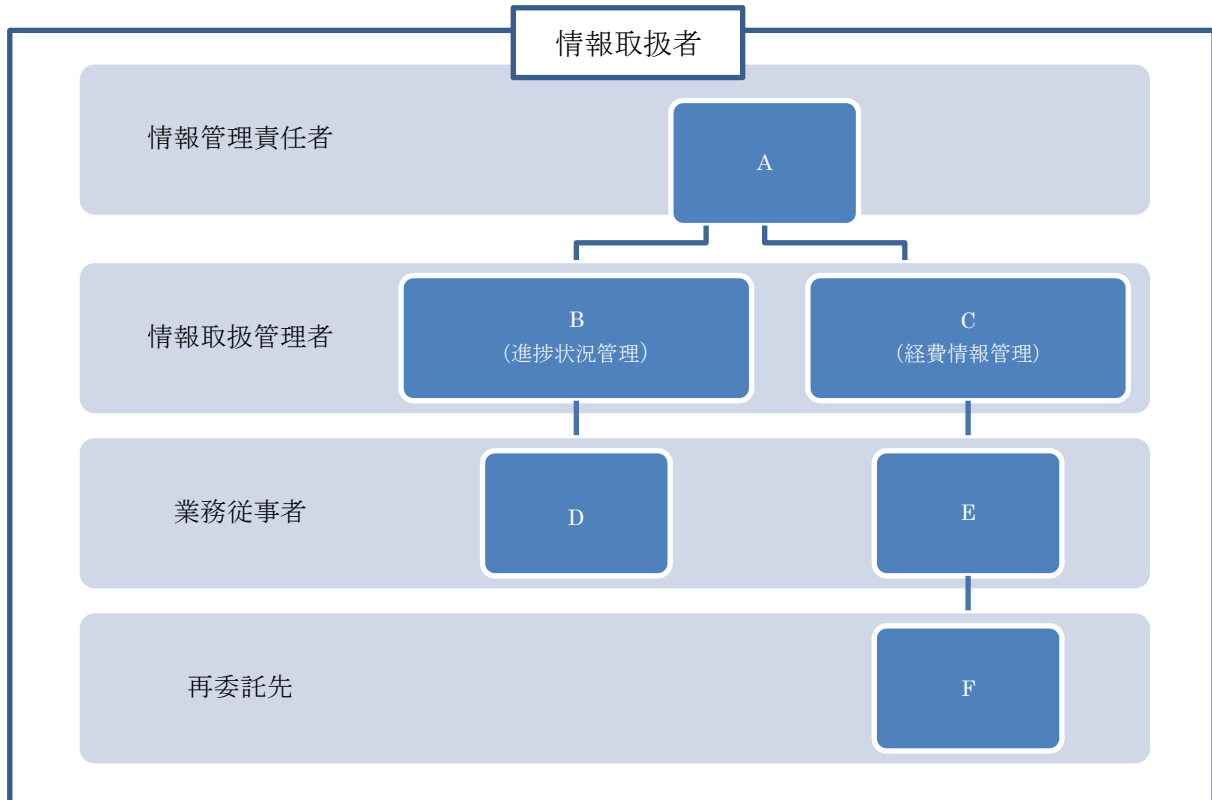 情報取扱者
情報管理責任者
A
情報取扱管理者
B
（進捗状況管理）
C
（経費情報管理）
業務従事者
D
E
再委託先
F